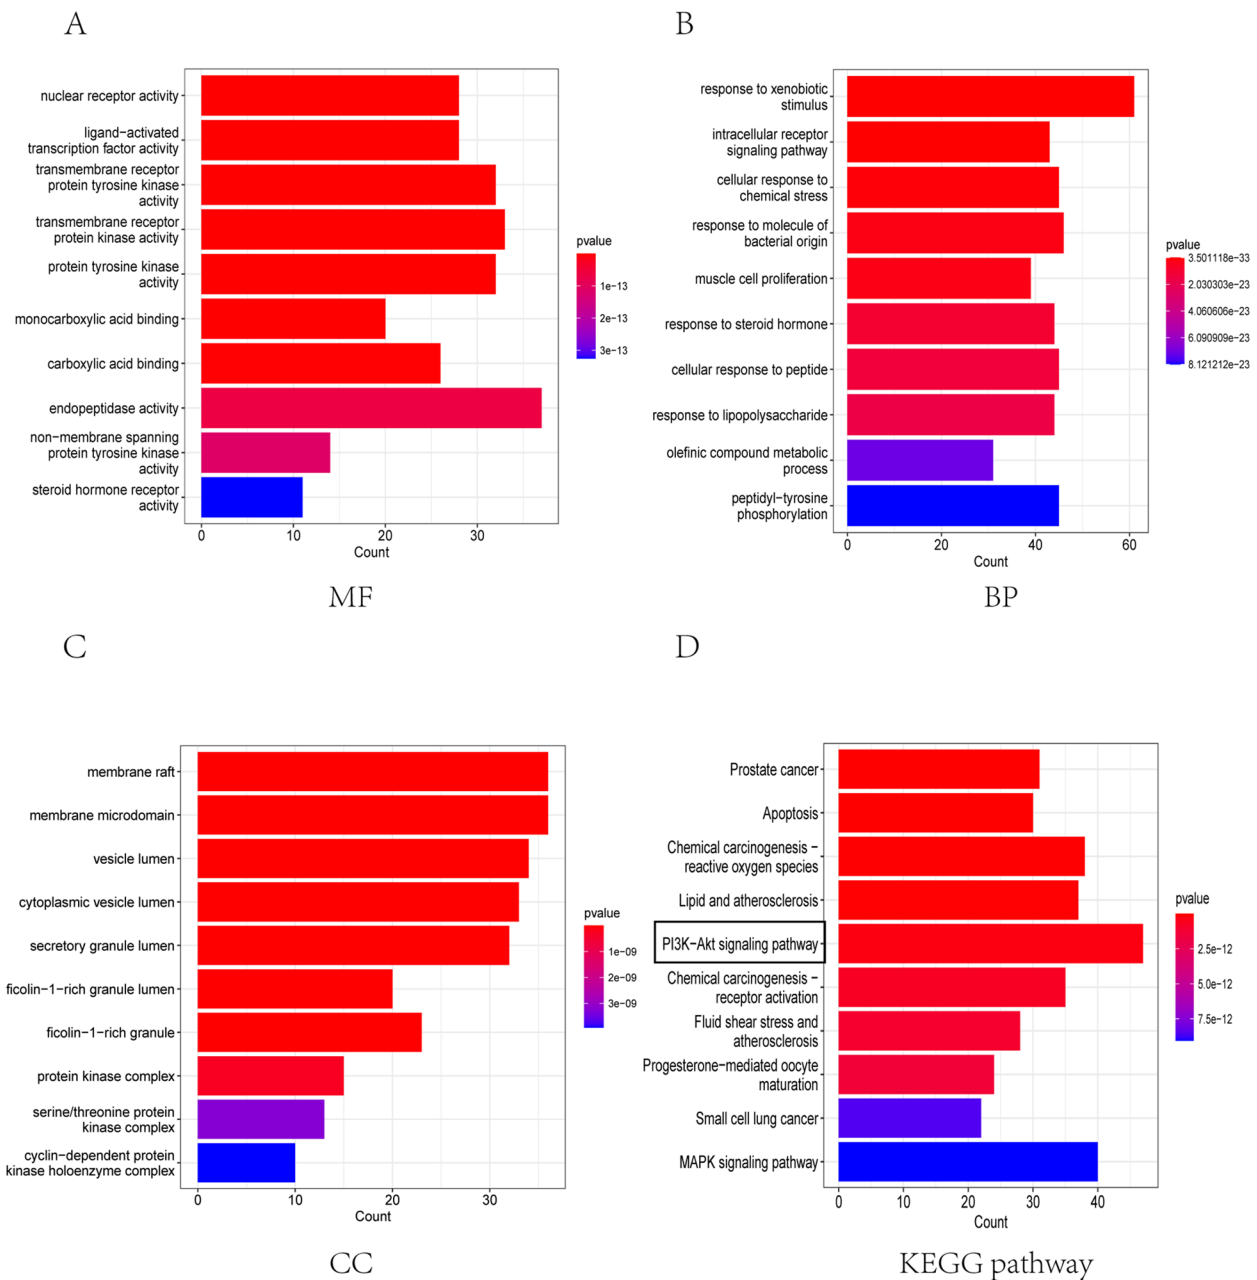 A
nuclear receptor activity
ligand−activated
transcription factor activity
transmembrane receptor
protein tyrosine kinase
activity
transmembrane receptor
protein kinase activity
protein tyrosine kinase
activity
monocarboxylic acid binding
carboxylic acid binding
endopeptidase activity
non−membrane spanning
protein tyrosine kinase
activity
steroid hormone receptor
activity
0 10 20 30
Count
pvalue
1e−13
2e−13
3e−13
MF
B
response to xenobiotic
stimulus
intracellular receptor
signaling pathway
cellular response to
chemical stress
response to molecule of
bacterial origin
muscle cell proliferation
response to steroid hormone
cellular response to peptide
response to lipopolysaccharide
olefinic compound metabolic
process
peptidyl−tyrosine
phosphorylation
0 20 40 60
Count
pvalue
3.501118e−33
2.030303e−23
4.060606e−23
6.090909e−23
8.121212e−23
BP
C
membrane raft
membrane microdomain
vesicle lumen
cytoplasmic vesicle lumen
secretory granule lumen
ficolin−1−rich granule lumen
ficolin−1−rich granule
protein kinase complex
serine/threonine protein
kinase complex
cyclin−dependent protein
kinase holoenzyme complex
0 10 20 30
Count
pvalue
1e−09
2e−09
3e−09
CC
D
Prostate cancer
Apoptosis
Chemical carcinogenesis −
reactive oxygen species
Lipid and atherosclerosis
PI3K−Akt signaling pathway
Chemical carcinogenesis −
receptor activation
Fluid shear stress and
atherosclerosis
Progesterone−mediated oocyte
maturation
Small cell lung cancer
MAPK signaling pathway
0 10 20 30 40
Count
pvalue
2.5e−12
5.0e−12
7.5e−12
KEGG pathway